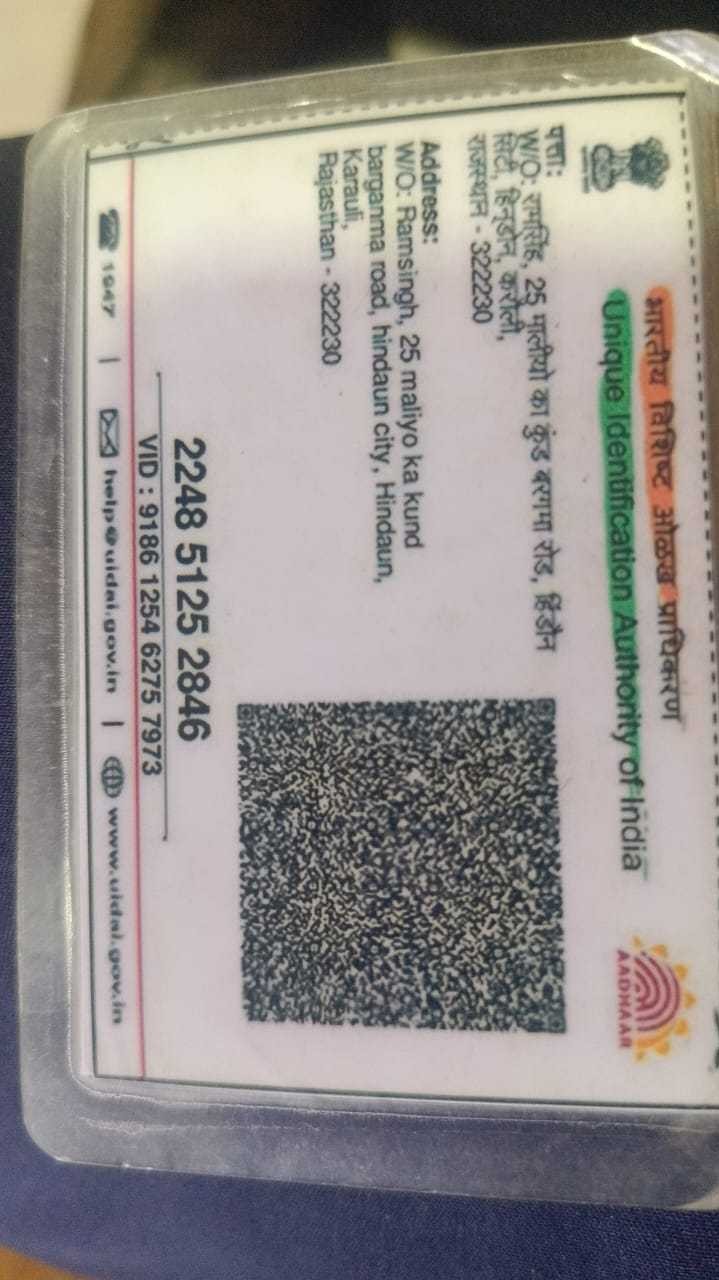 भारतीय विशिष्ट ओळख प्राधिकरण
Unique Identification Authority of India
AADHAAR
पत्ता:
W/O: रामसिंह, 25 मालीयो का कुंड बरगमा रोड, हिंडौन
सिटी, हिन्डोन, करौली,
राजस्थान - 322230
Address:
W/O: Ramsingh, 25 maliyo ka kund
barganma road, hindaun city, Hindaun,
Karauli,
Rajasthan - 322230
2248 5125 2846
VID : 9186 1254 6275 7973
1947 | help@uidai.gov.in | www.uidai.gov.in